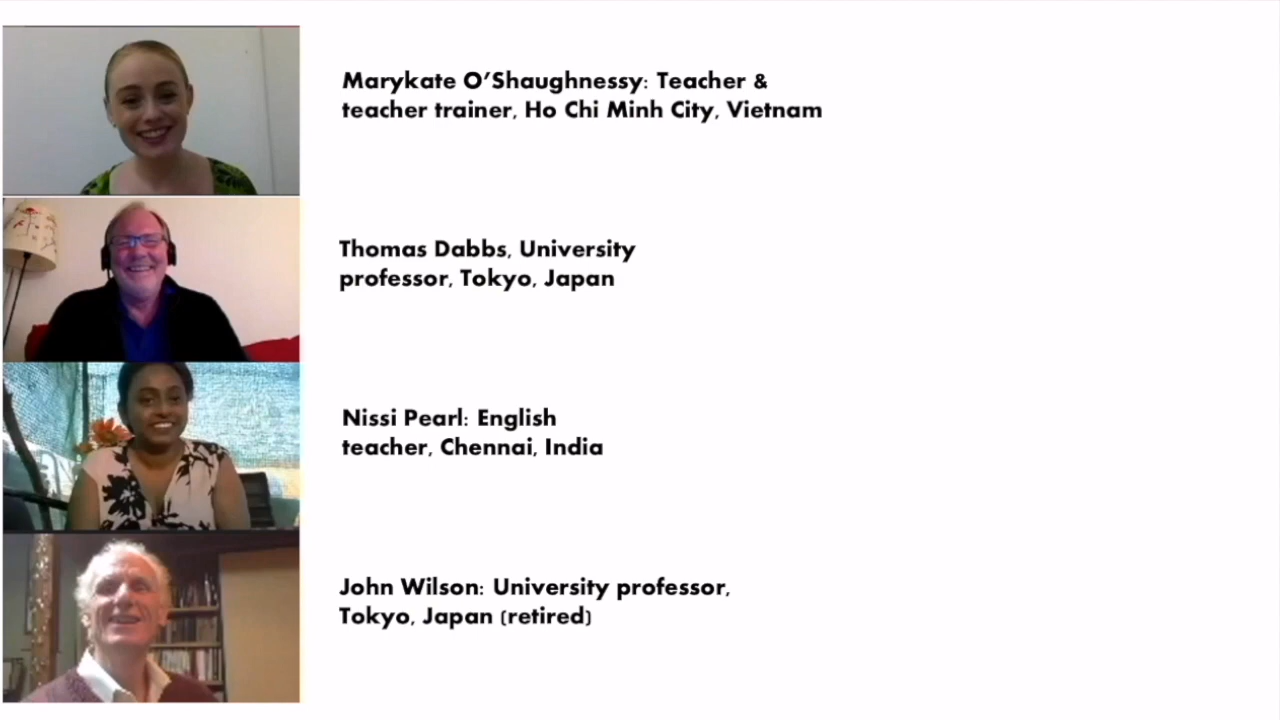 Marykate O'Shaughnessy: Teacher &
teacher trainer, Ho Chi Minh City, Vietnam
Thomas Dabbs, University
professor, Tokyo, Japan
Nissi Pearl: English
teacher, Chennai, India
John Wilson: University professor,
Tokyo, Japan (retired)